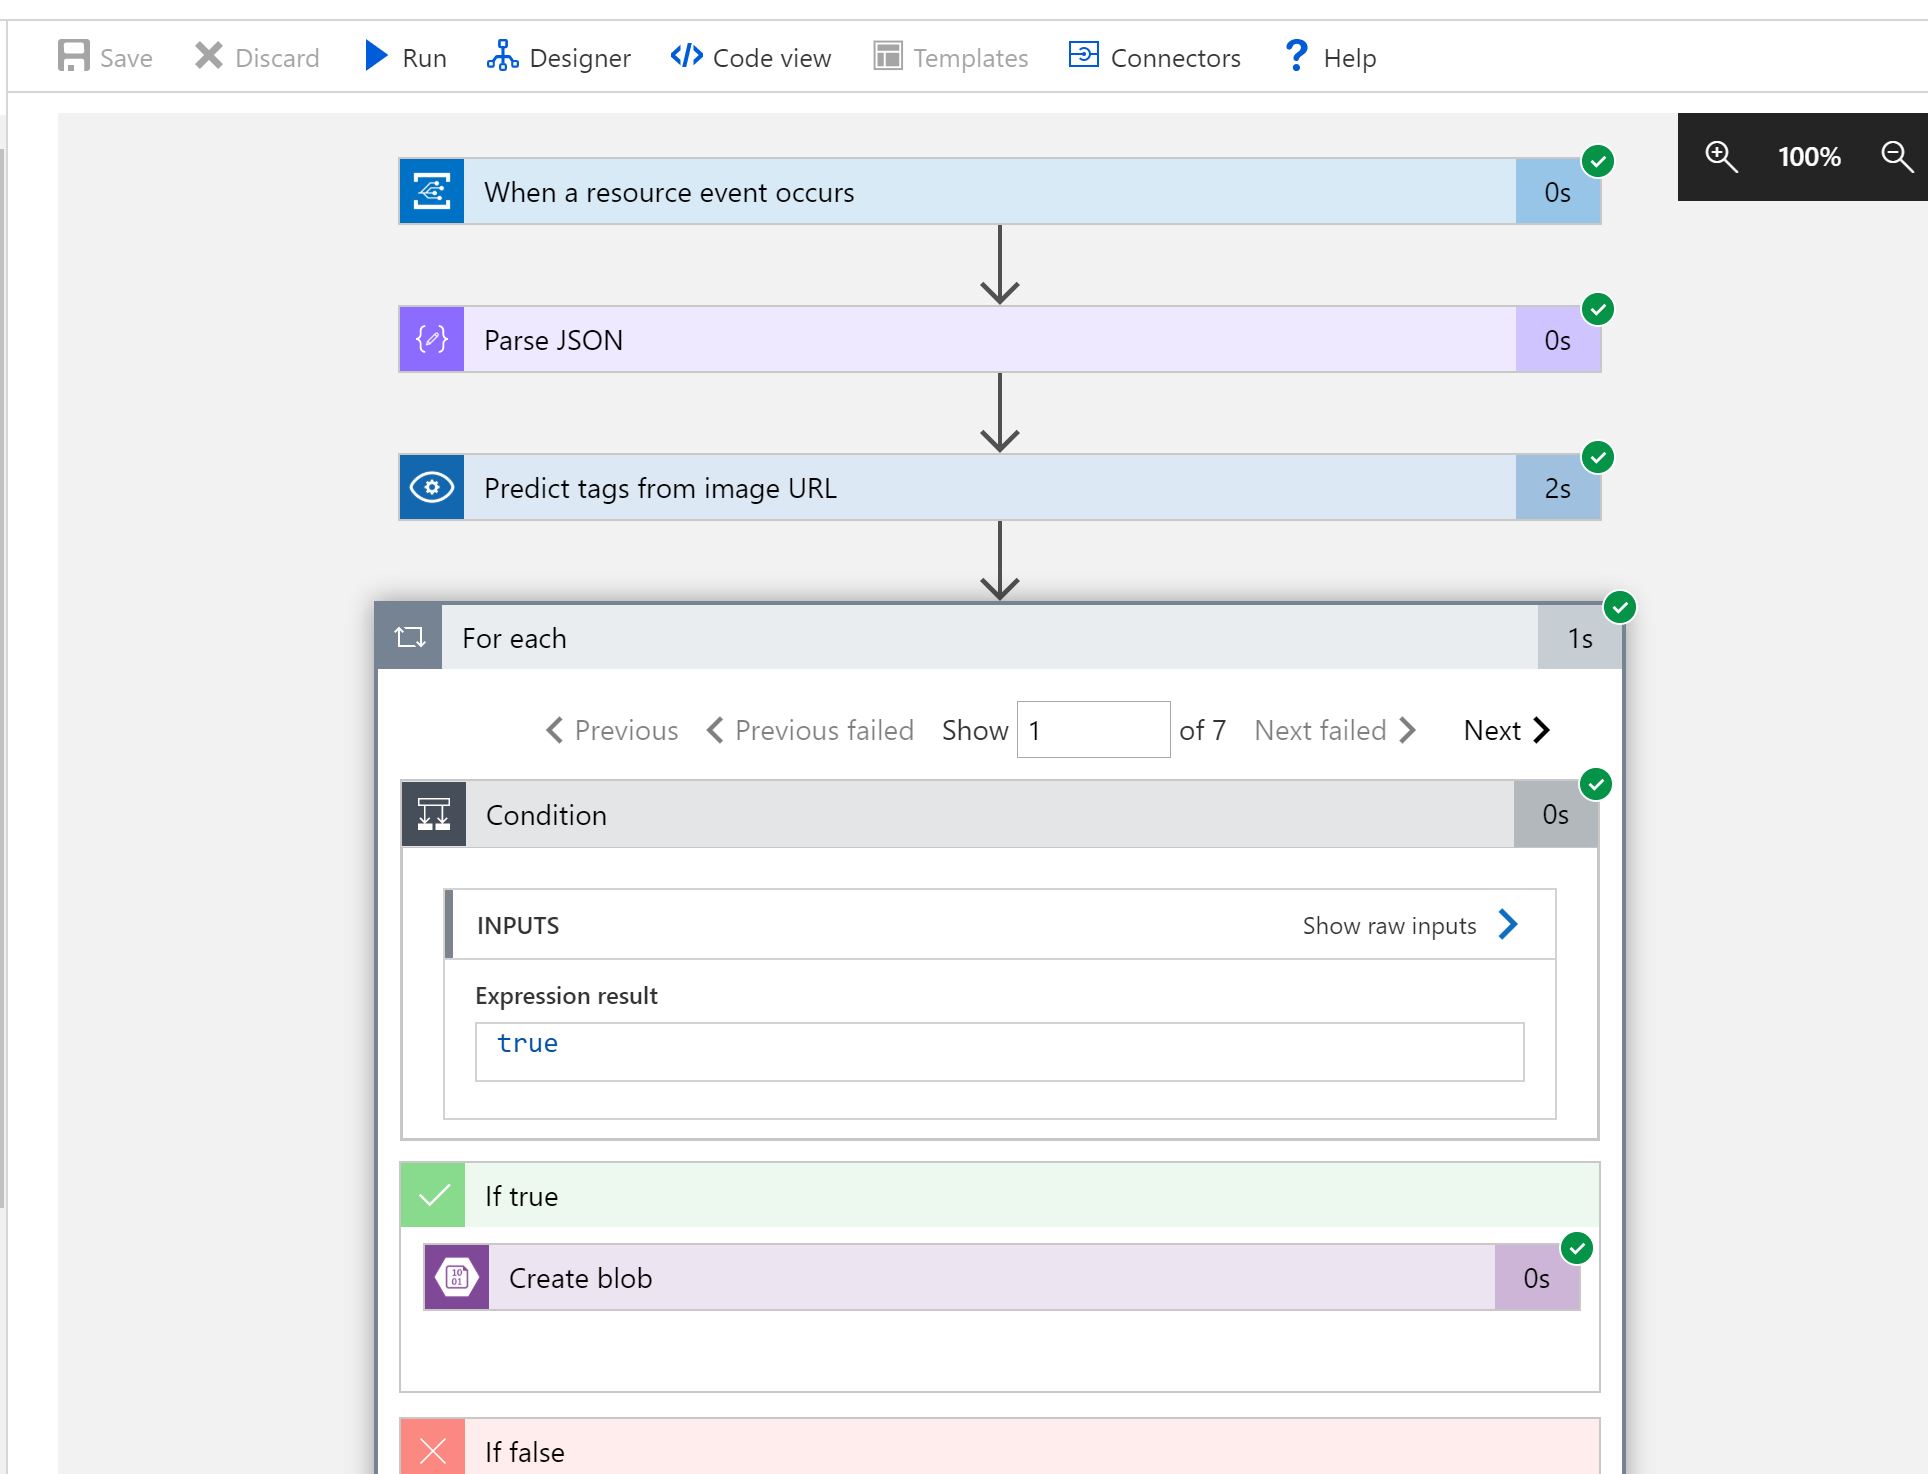 Save Discard Run Designer Code view Templates Connectors Help
100%
When a resource event occurs 0s
Parse JSON 0s
Predict tags from image URL 2s
For each 1s
Previous Previous failed Show 1 of 7 Next failed Next
Condition 0s
INPUTS Show raw inputs
Expression result
true
If true
Create blob 0s
If false